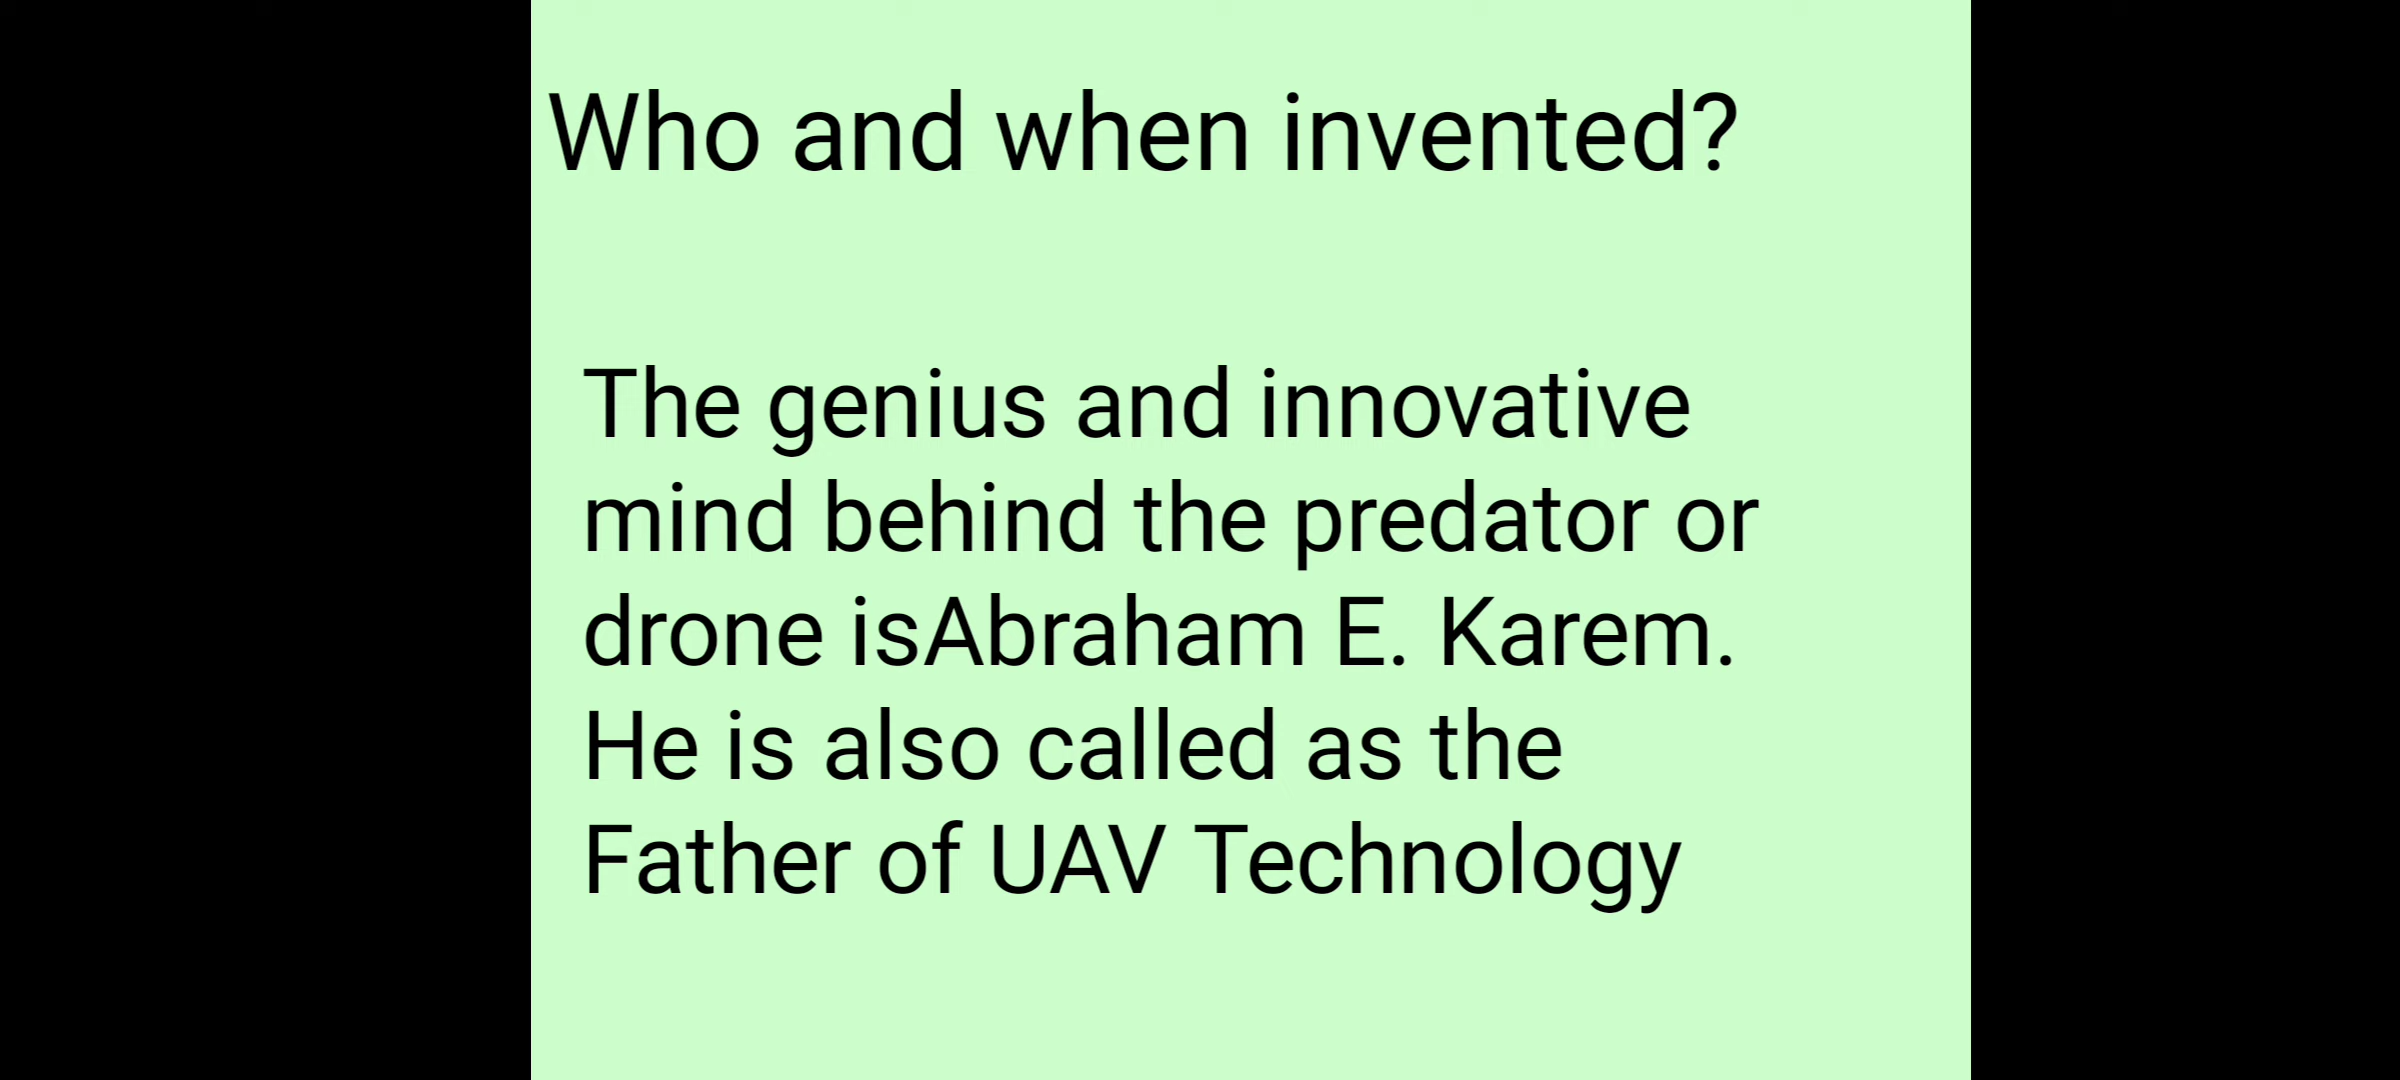 Who and when invented?
The genius and innovative
mind behind the predator or
drone isAbraham E. Karem.
He is also called as the
Father of UAV Technology